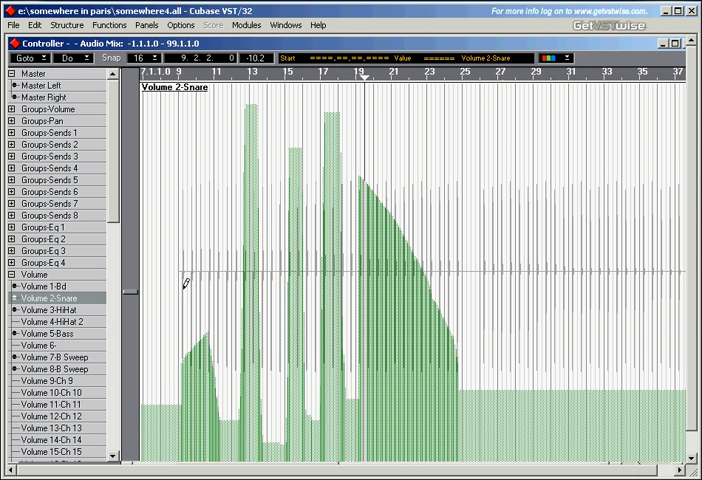 e:\somewhere in paris\somewhere4.all - Cubase VST/32
For more info log on to www.getvstwise.com
File Edit Structure Functions Panels Options Score Modules Windows Help
GetVSTwise
Controller - - Audio Mix: -1.1.1.0 - 99.1.1.0
Goto Do Snap 16 9. 2. 2. 0 -10.2 Start ----.--.--.---- Value ====== Volume 2-Snare
7.1.1.0 9 11 13 15 17 19 21 23 25 27 29 31 33 35 37
Volume 2-Snare
Master
Master Left
Master Right
Groups-Volume
Groups-Pan
Groups-Sends 1
Groups-Sends 2
Groups-Sends 3
Groups-Sends 4
Groups-Sends 5
Groups-Sends 6
Groups-Sends 7
Groups-Sends 8
Groups-Eq 1
Groups-Eq 2
Groups-Eq 3
Groups-Eq 4
Volume
Volume 1-Bd
Volume 2-Snare
Volume 3-HiHat
Volume 4-HiHat 2
Volume 5-Bass
Volume 6-
Volume 7-B Sweep
Volume 8-B Sweep
Volume 9-Ch 9
Volume 10-Ch 10
Volume 11-Ch 11
Volume 12-Ch 12
Volume 13-Ch 13
Volume 14-Ch 14
Volume 15-Ch 15